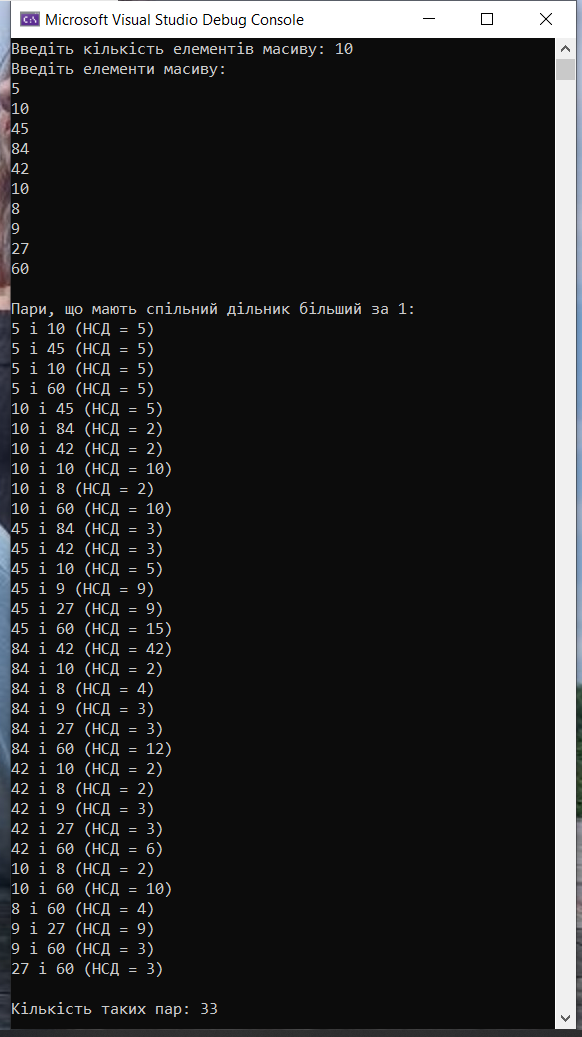 Microsoft Visual Studio Debug Console
Введіть кількість елементів масиву: 10
Введіть елементи масиву:
5
10
45
84
42
10
8
9
27
60
Пари, що мають спільний дільник більший за 1:
5 і 10 (НСД = 5)
5 і 45 (НСД = 5)
5 і 10 (НСД = 5)
5 і 60 (НСД = 5)
10 і 45 (НСД = 5)
10 і 84 (НСД = 2)
10 і 42 (НСД = 2)
10 і 10 (НСД = 10)
10 і 8 (НСД = 2)
10 і 60 (НСД = 10)
45 і 84 (НСД = 3)
45 і 42 (НСД = 3)
45 і 10 (НСД = 5)
45 і 9 (НСД = 9)
45 і 27 (НСД = 9)
45 і 60 (НСД = 15)
84 і 42 (НСД = 42)
84 і 10 (НСД = 2)
84 і 8 (НСД = 4)
84 і 9 (НСД = 3)
84 і 27 (НСД = 3)
84 і 60 (НСД = 12)
42 і 10 (НСД = 2)
42 і 8 (НСД = 2)
42 і 9 (НСД = 3)
42 і 27 (НСД = 3)
42 і 60 (НСД = 6)
10 і 8 (НСД = 2)
10 і 60 (НСД = 10)
8 і 60 (НСД = 4)
9 і 27 (НСД = 9)
9 і 60 (НСД = 3)
27 і 60 (НСД = 3)
Кількість таких пар: 33